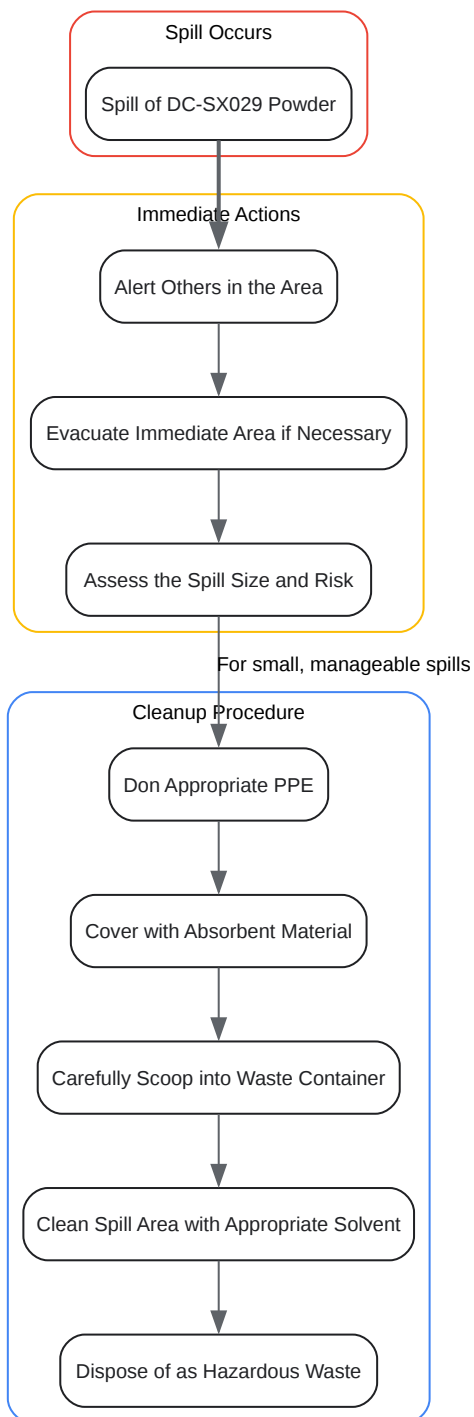 Spill Occurs
Spill of DC-SX029 Powder
Immediate Actions
Alert Others in the Area
Evacuate Immediate Area if Necessary
Assess the Spill Size and Risk
For small, manageable spills
Cleanup Procedure
Don Appropriate PPE
Cover with Absorbent Material
Carefully Scoop into Waste Container
Clean Spill Area with Appropriate Solvent
Dispose of as Hazardous Waste